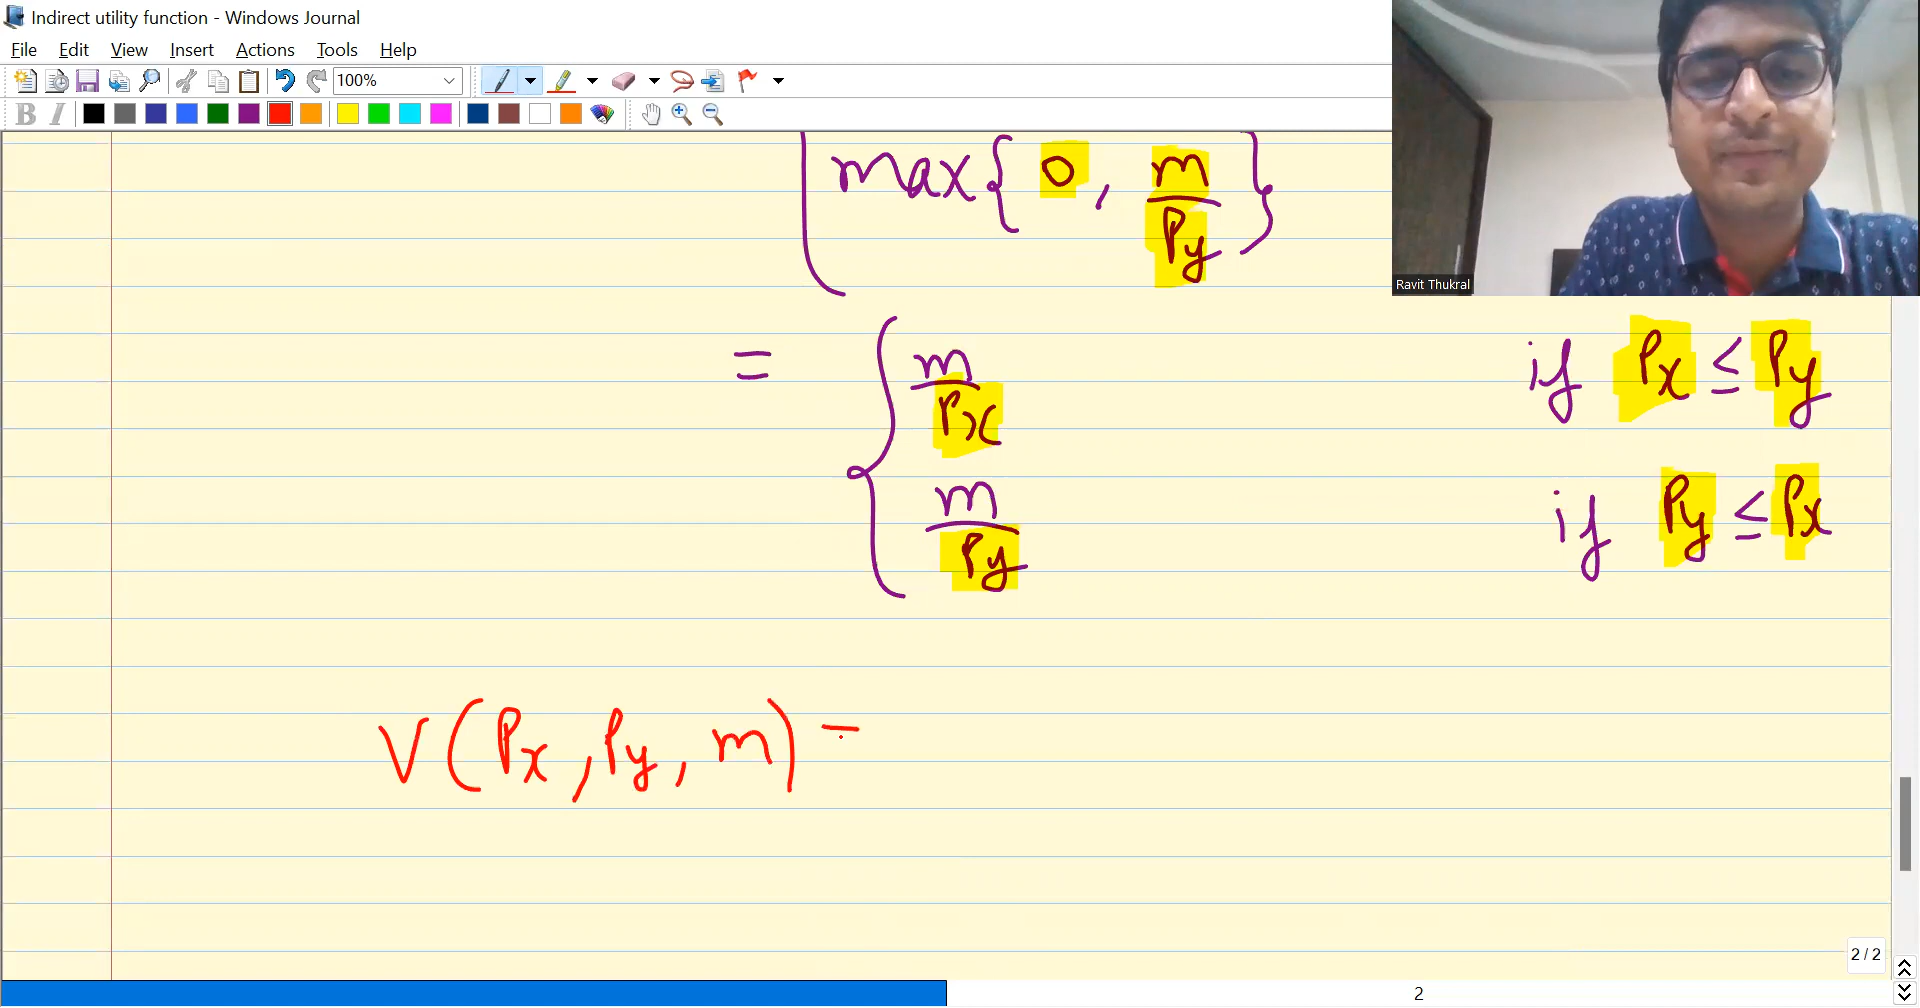 Indirect utility function - Windows Journal
File Edit View Insert Actions Tools Help
100%
B I
max{ 0 , m/Py }
Ravit Thukral
= { m/Px if Px ≤ Py
m/Py if Py ≤ Px
V(Px, Py, m) =
2 / 2
2